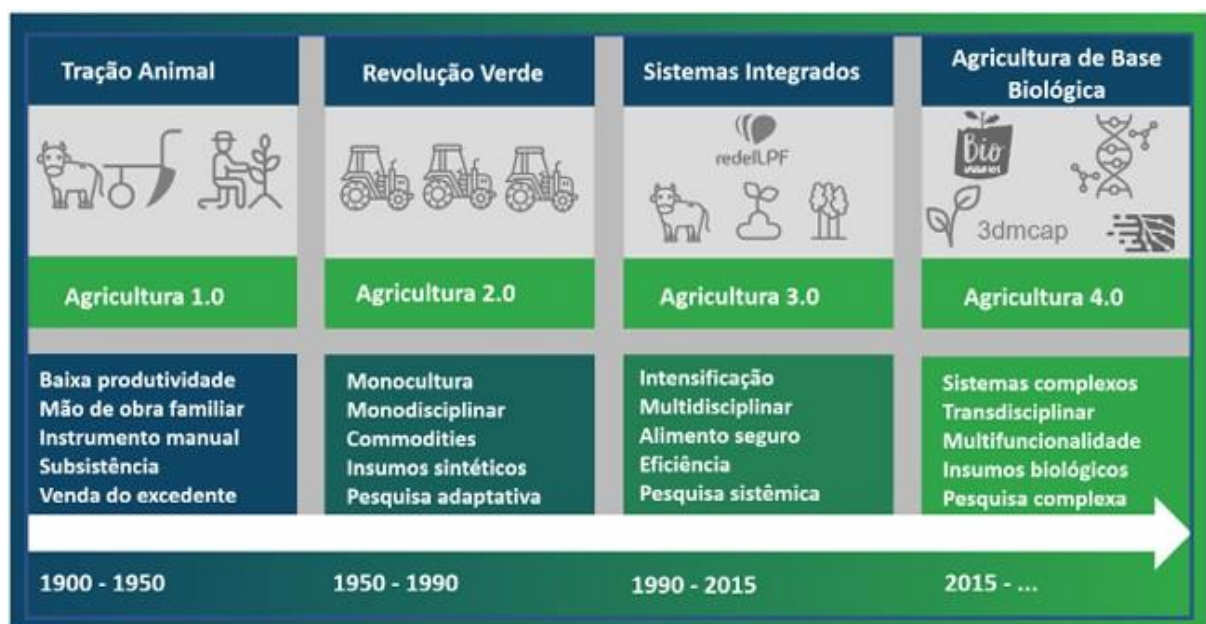 Tração Animal
Revolução Verde
Sistemas Integrados
Agricultura de Base
Biológica
redeILPF
Bio
3dmcap
Agricultura 1.0
Agricultura 2.0
Agricultura 3.0
Agricultura 4.0
Baixa produtividade
Mão de obra familiar
Instrumento manual
Subsistência
Venda do excedente
Monocultura
Monodisciplinar
Commodities
Insumos sintéticos
Pesquisa adaptativa
Intensificação
Multidisciplinar
Alimento seguro
Eficiência
Pesquisa sistêmica
Sistemas complexos
Transdisciplinar
Multifuncionalidade
Insumos biológicos
Pesquisa complexa
1900 - 1950
1950 - 1990
1990 - 2015
2015 - ...